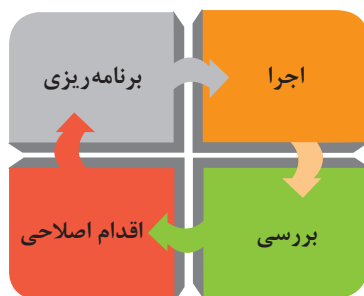 برنامه‌ریزی
اجرا
بررسی
اقدام اصلاحی